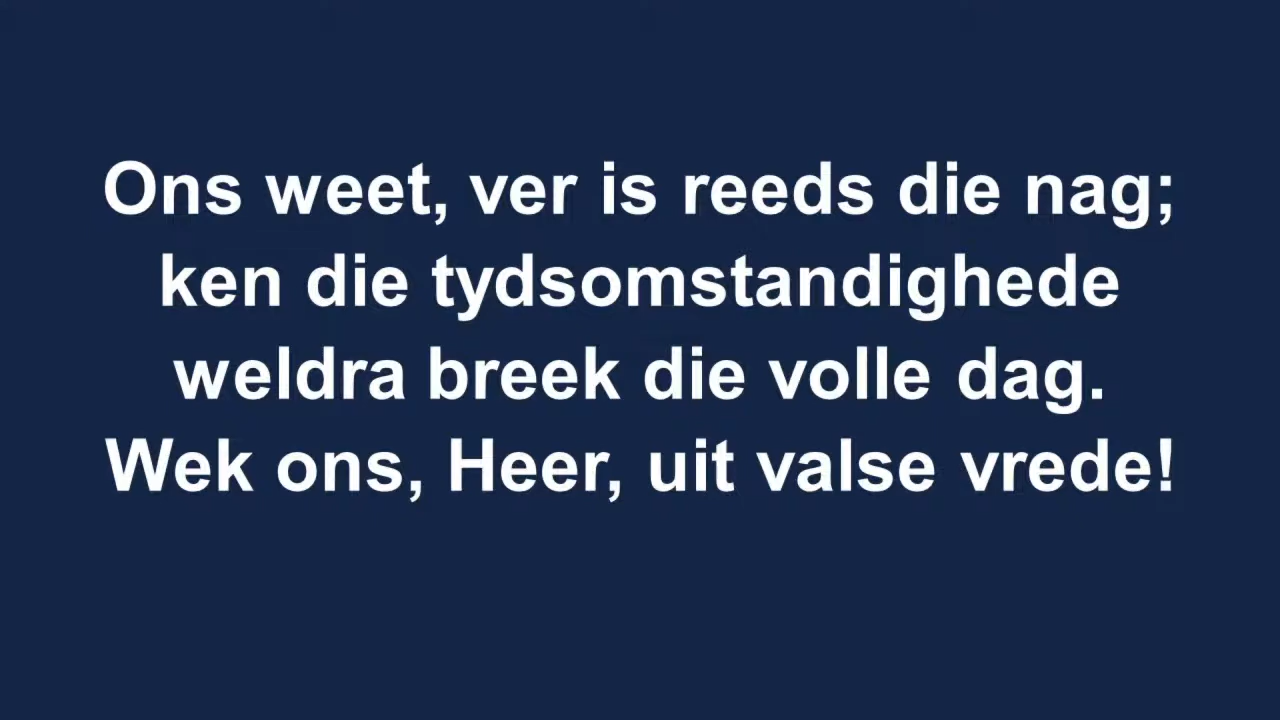 Ons weet, ver is reeds die nag;
ken die tydsomstandighede
weldra breek die volle dag.
Wek ons, Heer, uit valse vrede!